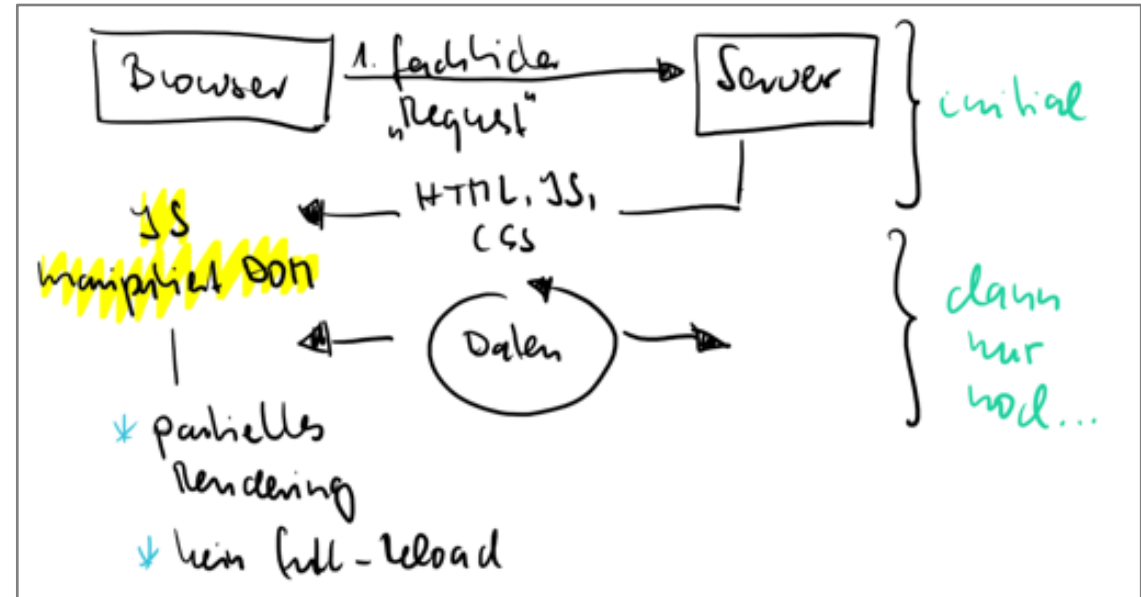 Browser
1. fachlicher
„Request“
Server
initial
HTML, JS,
CSS
JS
manipuliert DOM
Daten
dann
nur
noch...
* partielles
Rendering
* kein full-reload